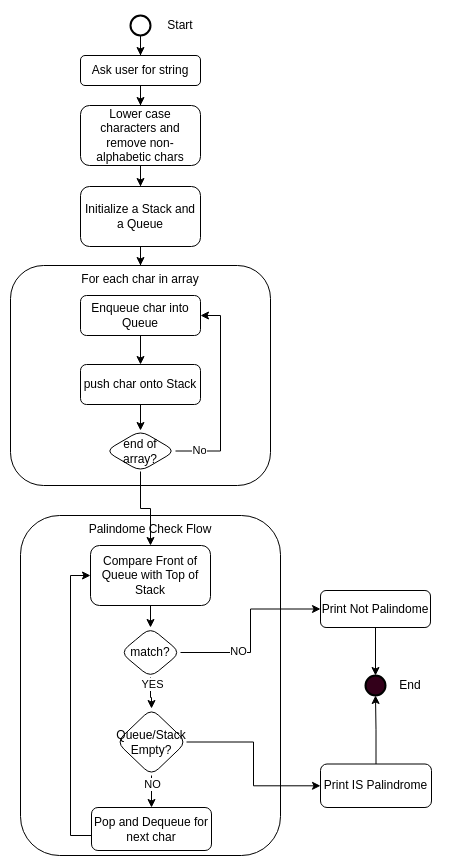 Start
Ask user for string
Lower case
characters and
remove non-
alphabetic chars
Initialize a Stack and
a Queue
For each char in array
Enqueue char into
Queue
push char onto Stack
end of
array?
No
Palindome Check Flow
Compare Front of
Queue with Top of
Stack
Print Not Palindome
match?
NO
YES
End
Queue/Stack
Empty?
NO
Print IS Palindrome
Pop and Dequeue for
next char